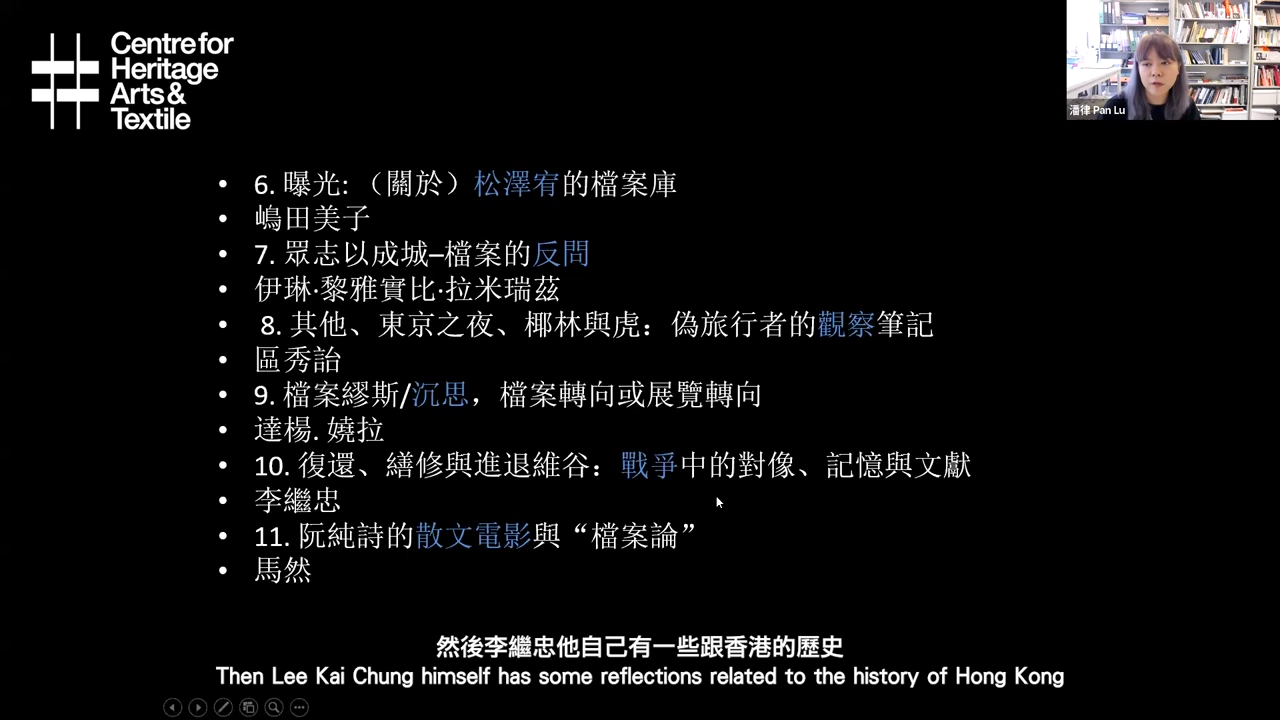 Centre for
Heritage
Arts &
Textile
潘律 Pan Lu
• 6. 曝光: （關於）松澤宥的檔案庫
• 嶋田美子
• 7. 眾志以成城–檔案的反問
• 伊琳·黎雅實比·拉米瑞茲
• 8. 其他、東京之夜、椰林與虎：偽旅行者的觀察筆記
• 區秀詒
• 9. 檔案繆斯/沉思，檔案轉向或展覽轉向
• 達楊. 嬈拉
• 10. 復還、繕修與進退維谷：戰爭中的對像、記憶與文獻
• 李繼忠
• 11. 阮純詩的散文電影與“檔案論”
• 馬然
然後李繼忠他自己有一些跟香港的歷史
Then Lee Kai Chung himself has some reflections related to the history of Hong Kong